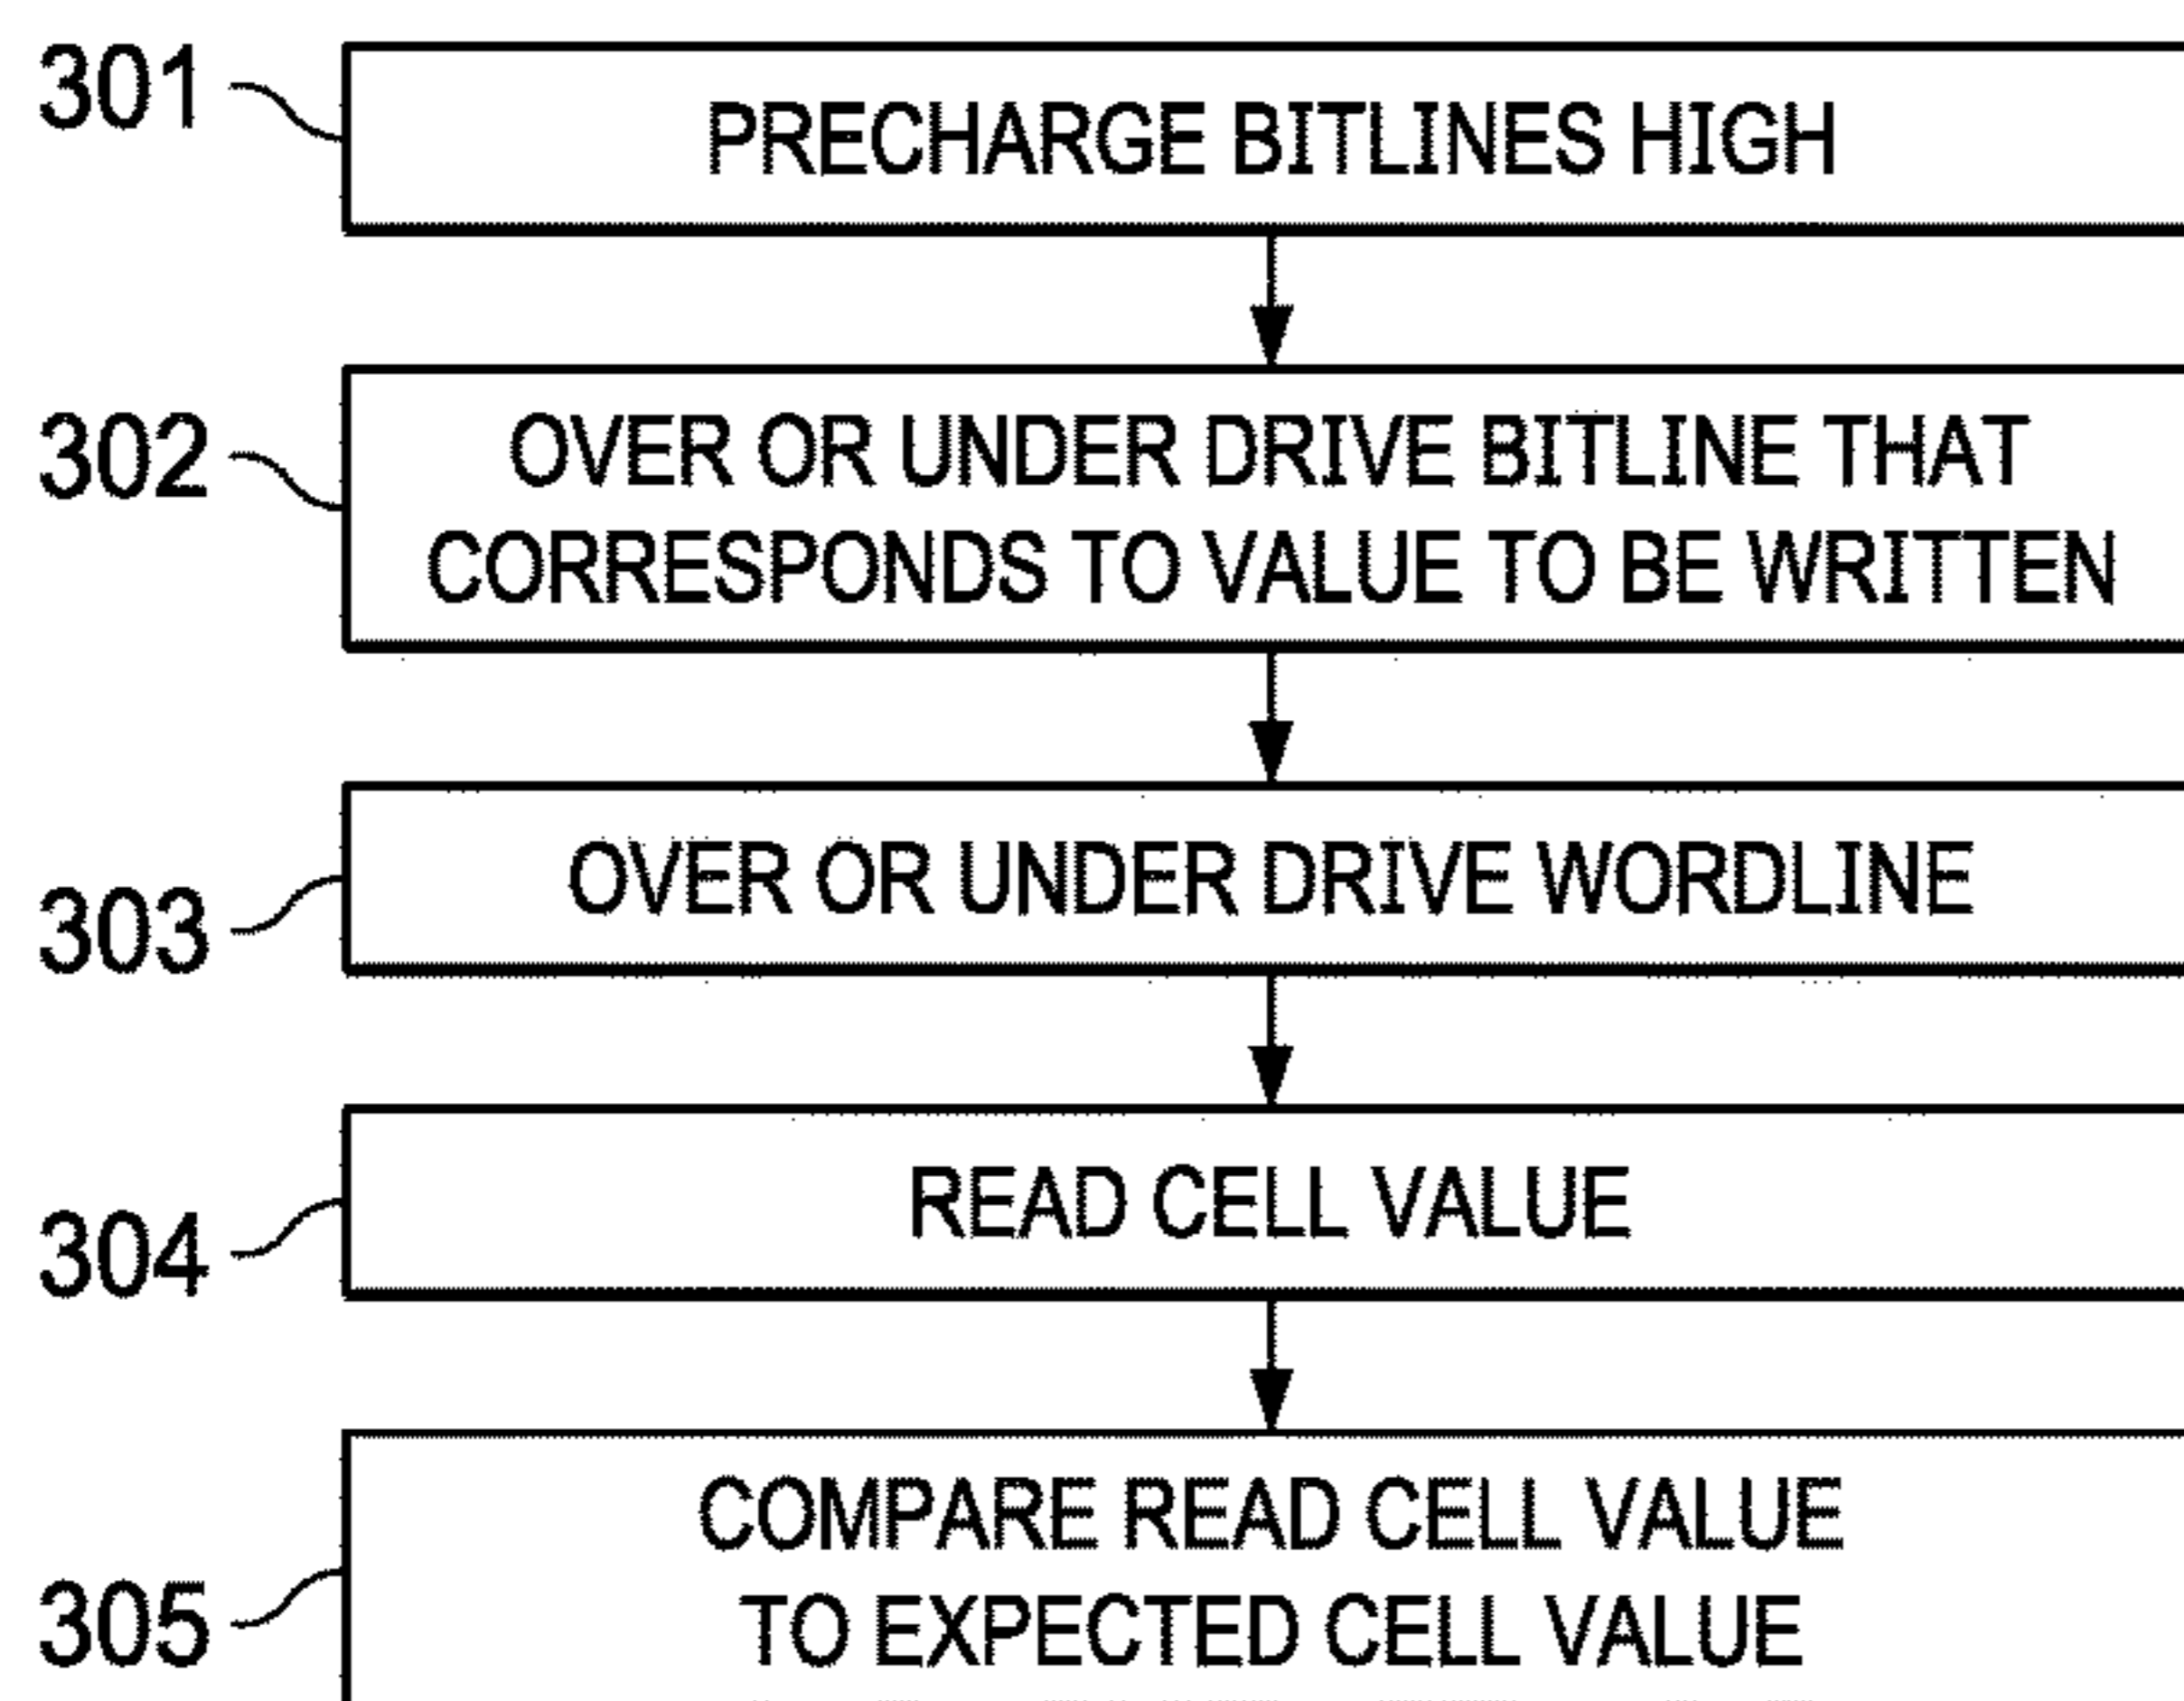 301
PRECHARGE BITLINES HIGH
302
OVER OR UNDER DRIVE BITLINE THAT
CORRESPONDS TO VALUE TO BE WRITTEN
303
OVER OR UNDER DRIVE WORDLINE
304
READ CELL VALUE
305
COMPARE READ CELL VALUE
TO EXPECTED CELL VALUE